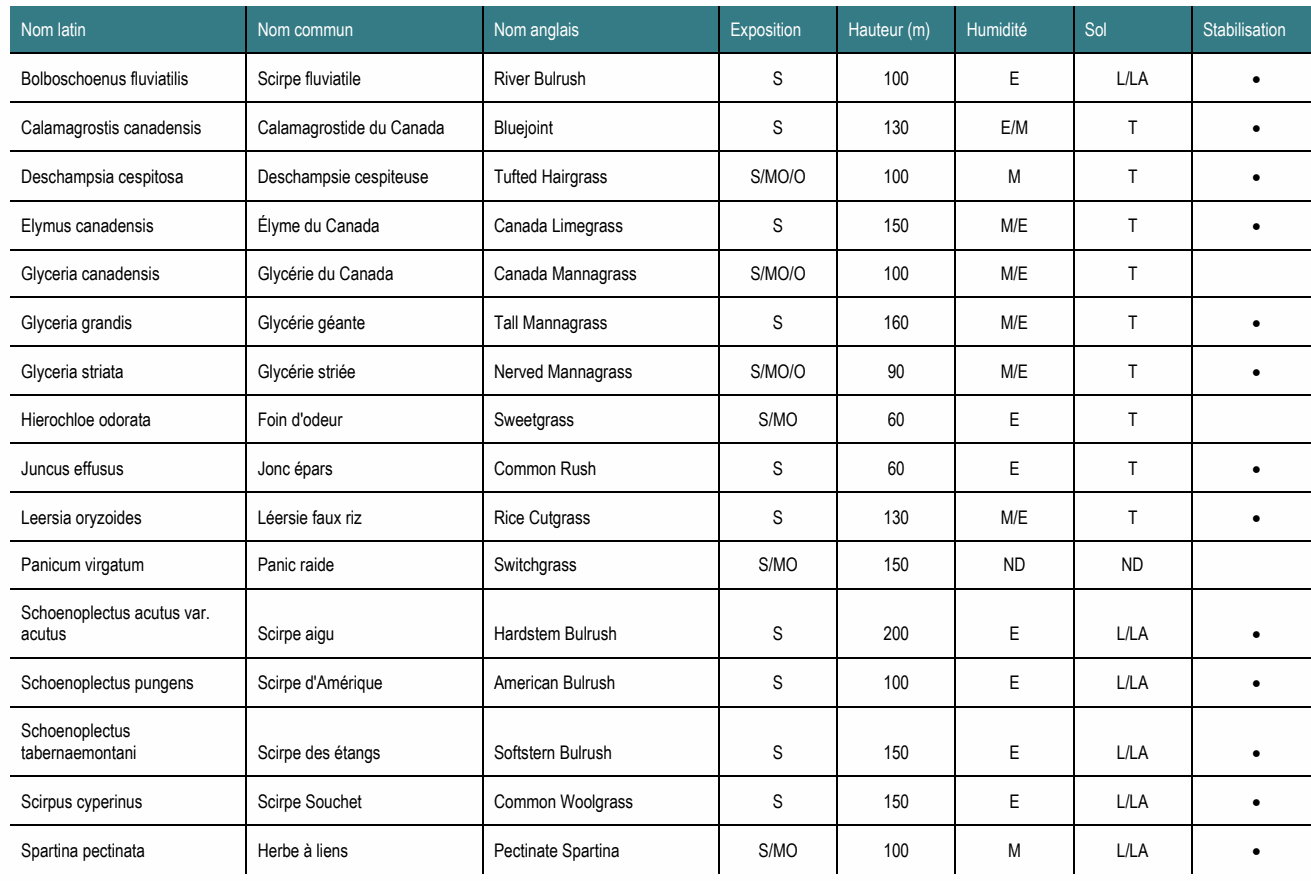 Nom latin Nom commun Nom anglais Exposition Hauteur (m) Humidité Sol Stabilisation
Bolboschoenus fluviatilis Scirpe fluviatile River Bulrush S 100 E L/LA •
Calamagrostis canadensis Calamagrostide du Canada Bluejoint S 130 E/M T •
Deschampsia cespitosa Deschampsie cespiteuse Tufted Hairgrass S/MO/O 100 M T •
Elymus canadensis Élyme du Canada Canada Limegrass S 150 M/E T •
Glyceria canadensis Glycérie du Canada Canada Mannagrass S/MO/O 100 M/E T
Glyceria grandis Glycérie géante Tall Mannagrass S 160 M/E T •
Glyceria striata Glycérie striée Nerved Mannagrass S/MO/O 90 M/E T •
Hierochloe odorata Foin d'odeur Sweetgrass S/MO 60 E T
Juncus effusus Jonc épars Common Rush S 60 E T •
Leersia oryzoides Léersie faux riz Rice Cutgrass S 130 M/E T •
Panicum virgatum Panic raide Switchgrass S/MO 150 ND ND
Schoenoplectus acutus var.
acutus Scirpe aigu Hardstem Bulrush S 200 E L/LA •
Schoenoplectus pungens Scirpe d'Amérique American Bulrush S 100 E L/LA •
Schoenoplectus
tabernaemontani Scirpe des étangs Softstern Bulrush S 150 E L/LA •
Scirpus cyperinus Scirpe Souchet Common Woolgrass S 150 E L/LA •
Spartina pectinata Herbe à liens Pectinate Spartina S/MO 100 M L/LA •